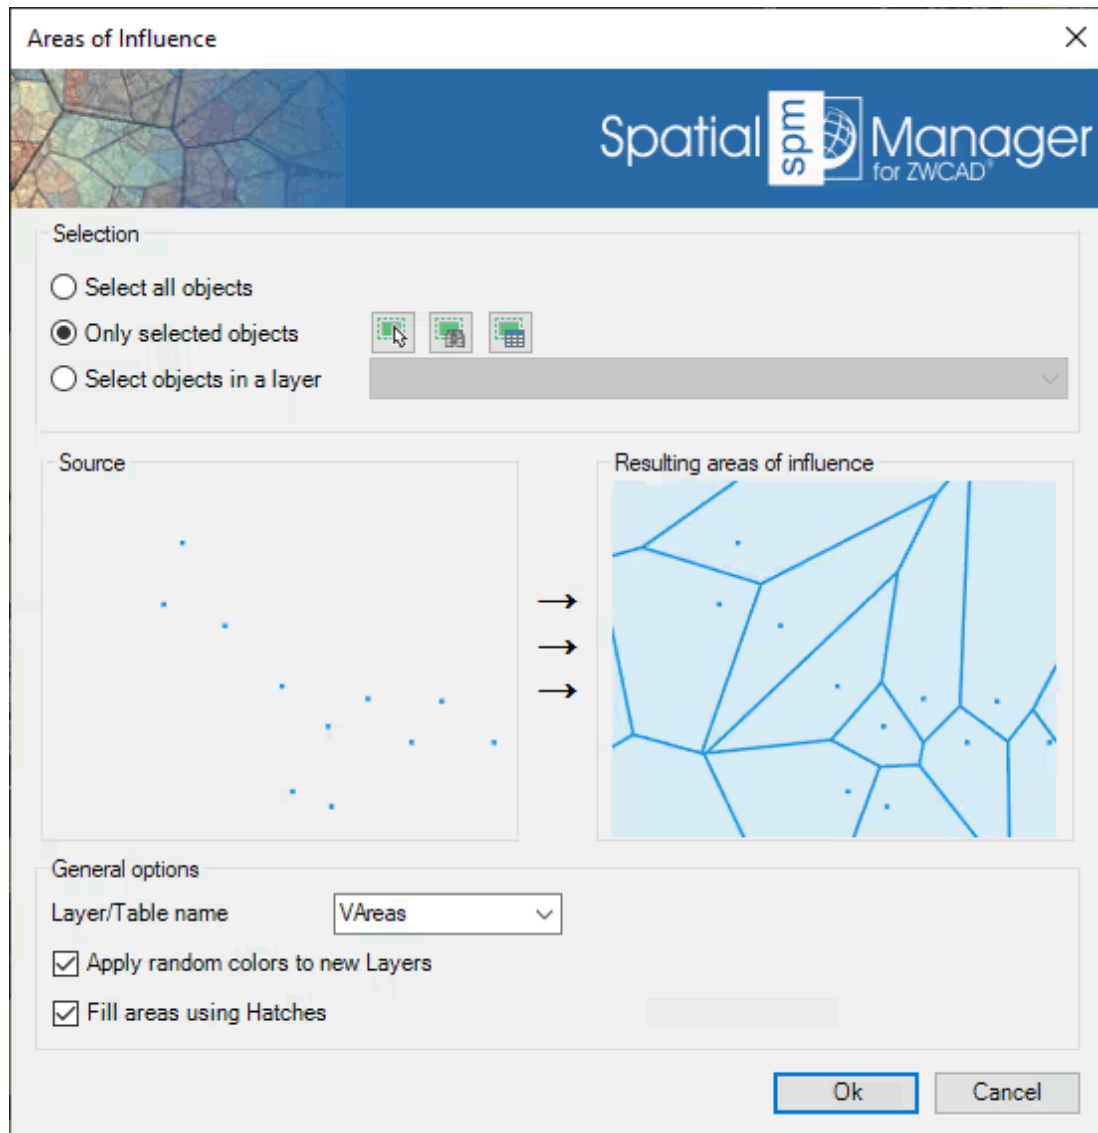 Areas of Influence
Spatial spm Manager
for ZWCAD®
Selection
Select all objects
Only selected objects
Select objects in a layer
Source
Resulting areas of influence
General options
Layer/Table name
VAreas
Apply random colors to new Layers
Fill areas using Hatches
Ok
Cancel